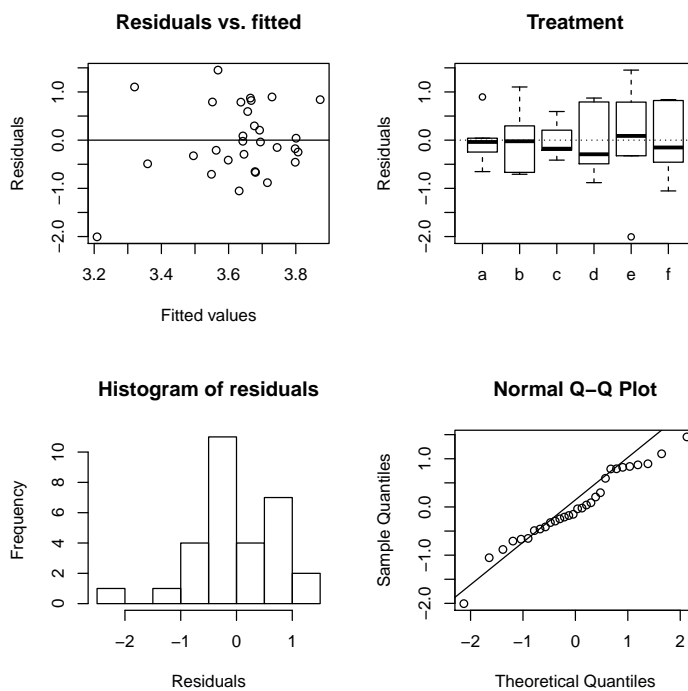 Residuals vs. fitted
Residuals
1.0
0.0
−1.0
−2.0
3.2 3.4 3.6 3.8
Fitted values
Treatment
Residuals
1.0
0.0
−1.0
−2.0
a b c d e f
Histogram of residuals
Frequency
10
8
6
4
2
0
−2 −1 0 1
Residuals
Normal Q−Q Plot
Sample Quantiles
1.0
0.0
−1.0
−2.0
−2 −1 0 1 2
Theoretical Quantiles